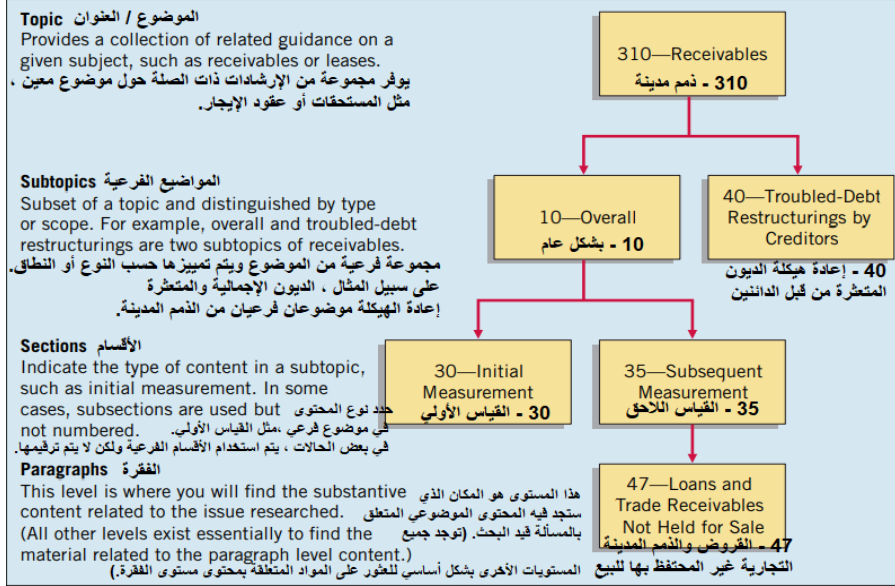 Topic الموضوع / العنوان
Provides a collection of related guidance on a
given subject, such as receivables or leases.
يوفر مجموعة من الإرشادات ذات الصلة حول موضوع معين ،
مثل المستحقات أو عقود الإيجار.
310—Receivables
310 - ذمم مدينة
Subtopics المواضيع الفرعية
Subset of a topic and distinguished by type
or scope. For example, overall and troubled-debt
restructurings are two subtopics of receivables.
مجموعة فرعية من الموضوع ويتم تمييزها حسب النوع أو النطاق.
على سبيل المثال ، الديون الإجمالية والمتعثرة
إعادة الهيكلة موضوعان فرعيان من الذمم المدينة.
10—Overall
10 - بشكل عام
40—Troubled-Debt
Restructurings by
Creditors
40 - إعادة هيكلة الديون
المتعثرة من قبل الدائنين
Sections الأقسام
Indicate the type of content in a subtopic,
such as initial measurement. In some
cases, subsections are used but حدد نوع المحتوى
not numbered. في موضوع فرعي ،مثل القياس الأولي.
في بعض الحالات ، يتم استخدام الأقسام الفرعية ولكن لا يتم ترقيمها.
30—Initial
Measurement
30 - القياس الأولي
35—Subsequent
Measurement
35 - القياس اللاحق
Paragraphs الفقرة
This level is where you will find the substantive هذا المستوى هو المكان الذي
content related to the issue researched. ستجد فيه المحتوى الموضوعي المتعلق
(All other levels exist essentially to find the بالمسألة قيد البحث. (توجد جميع
material related to the paragraph level content.)
المستويات الأخرى بشكل أساسي للعثور على المواد المتعلقة بمحتوى مستوى الفقرة.)
47—Loans and
Trade Receivables
Not Held for Sale
47 - القروض والذمم المدينة
التجارية غير المحتفظ بها للبيع